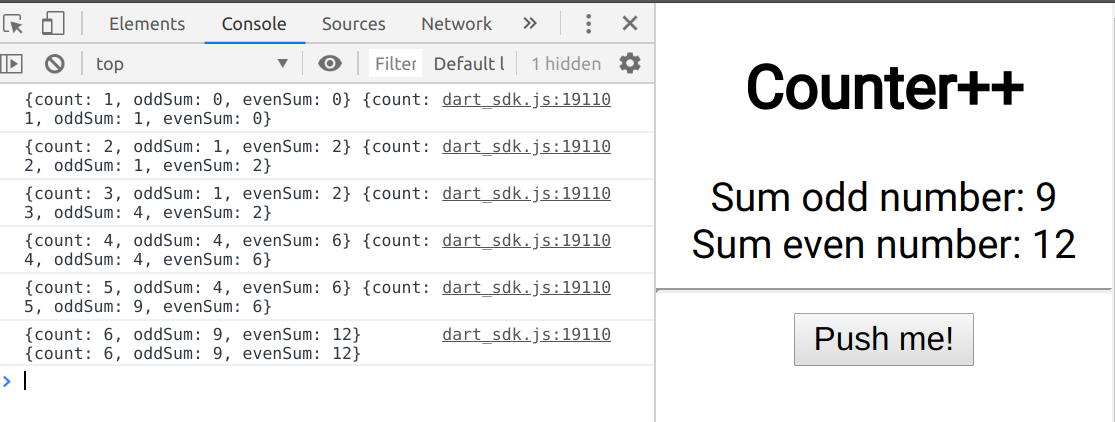 Elements Console Sources Network »
top Filter Default l 1 hidden
{count: 1, oddSum: 0, evenSum: 0} {count: dart_sdk.js:19110
1, oddSum: 1, evenSum: 0}
{count: 2, oddSum: 1, evenSum: 2} {count: dart_sdk.js:19110
2, oddSum: 1, evenSum: 2}
{count: 3, oddSum: 1, evenSum: 2} {count: dart_sdk.js:19110
3, oddSum: 4, evenSum: 2}
{count: 4, oddSum: 4, evenSum: 6} {count: dart_sdk.js:19110
4, oddSum: 4, evenSum: 6}
{count: 5, oddSum: 4, evenSum: 6} {count: dart_sdk.js:19110
5, oddSum: 9, evenSum: 6}
{count: 6, oddSum: 9, evenSum: 12} dart_sdk.js:19110
{count: 6, oddSum: 9, evenSum: 12}
Counter++
Sum odd number: 9
Sum even number: 12
Push me!